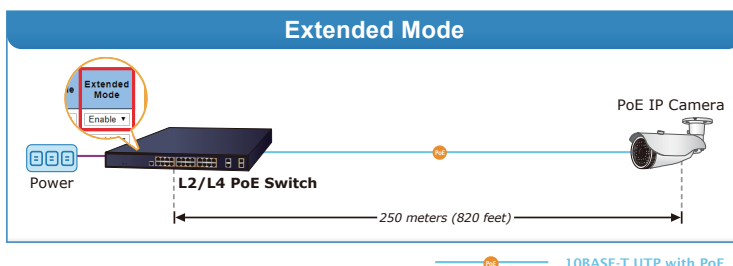 Extended Mode
Extended
Mode
Enable
PoE IP Camera
PoE
Power
L2/L4 PoE Switch
250 meters (820 feet)
PoE
10BASE-T UTP with PoE